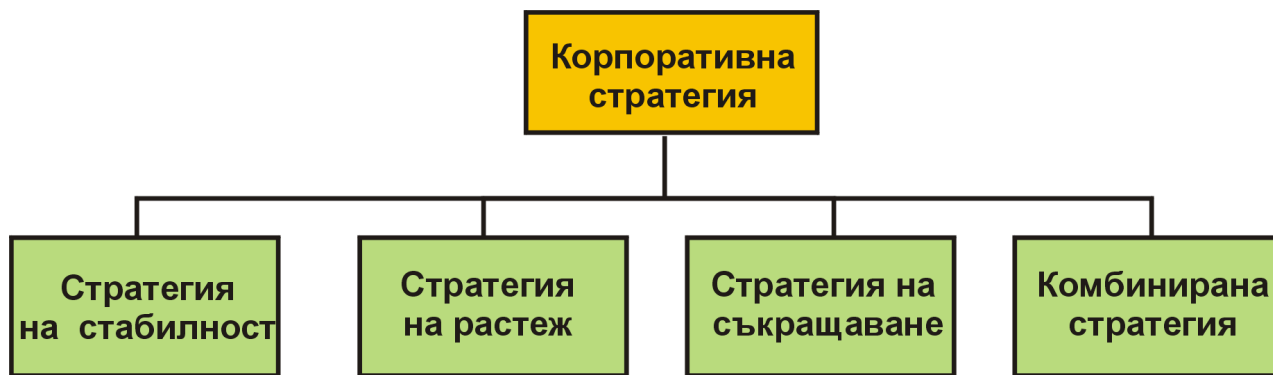 Корпоративна
стратегия
Стратегия
на стабилност
Стратегия
на растеж
Стратегия на
съкращаване
Комбинирана
стратегия